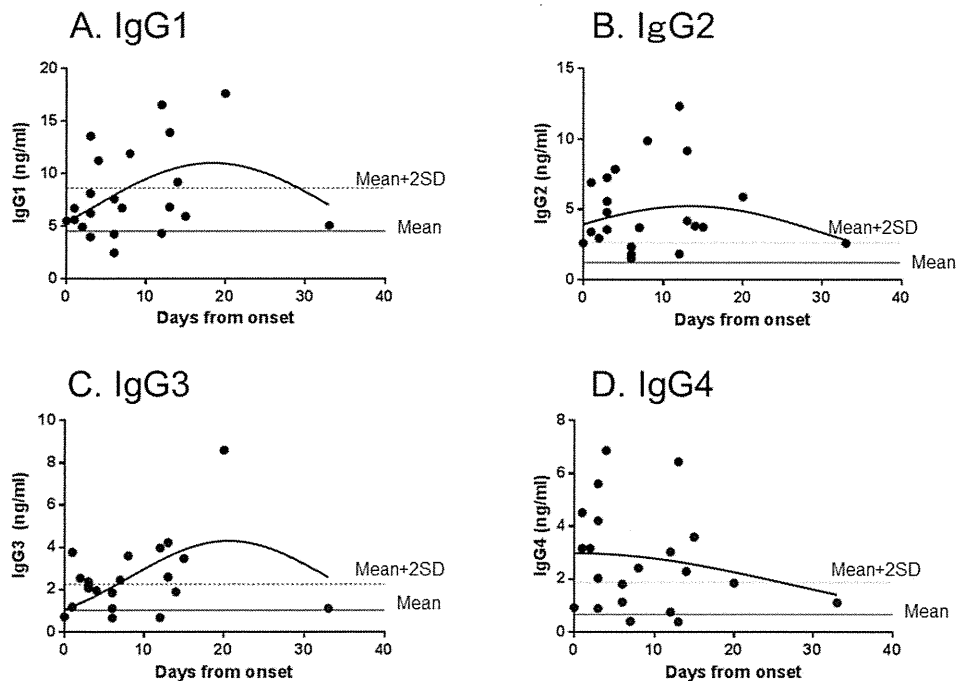 A. IgG1
20
15
10
5
0
IgG1 (ng/ml)
Mean+2SD
Mean
0 10 20 30 40
Days from onset
B. IgG2
15
10
5
0
IgG2 (ng/ml)
Mean+2SD
Mean
0 10 20 30 40
Days from onset
C. IgG3
10
8
6
4
2
0
IgG3 (ng/ml)
Mean+2SD
Mean
0 10 20 30 40
Days from onset
D. IgG4
8
6
4
2
0
IgG4 (ng/ml)
Mean+2SD
Mean
0 10 20 30 40
Days from onset